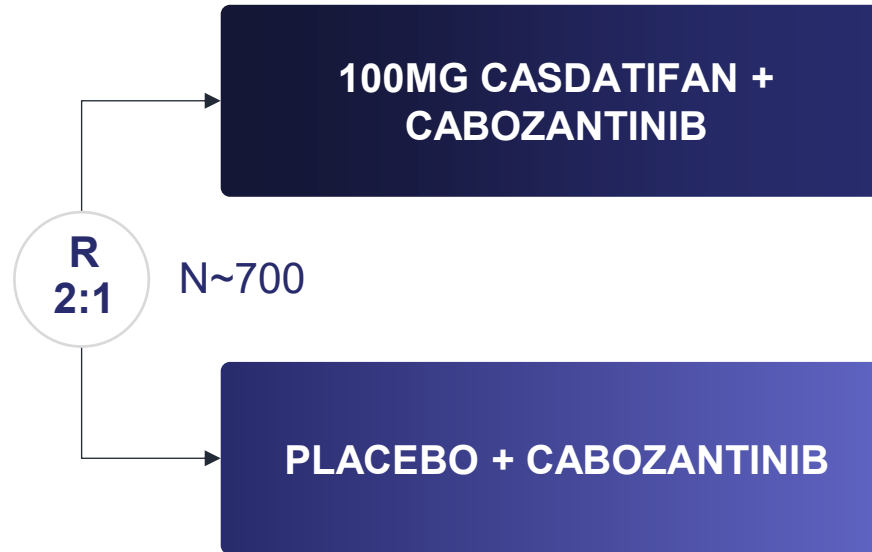 100MG CASDATIFAN +
CABOZANTINIB
R
2:1
N~700
PLACEBO + CABOZANTINIB